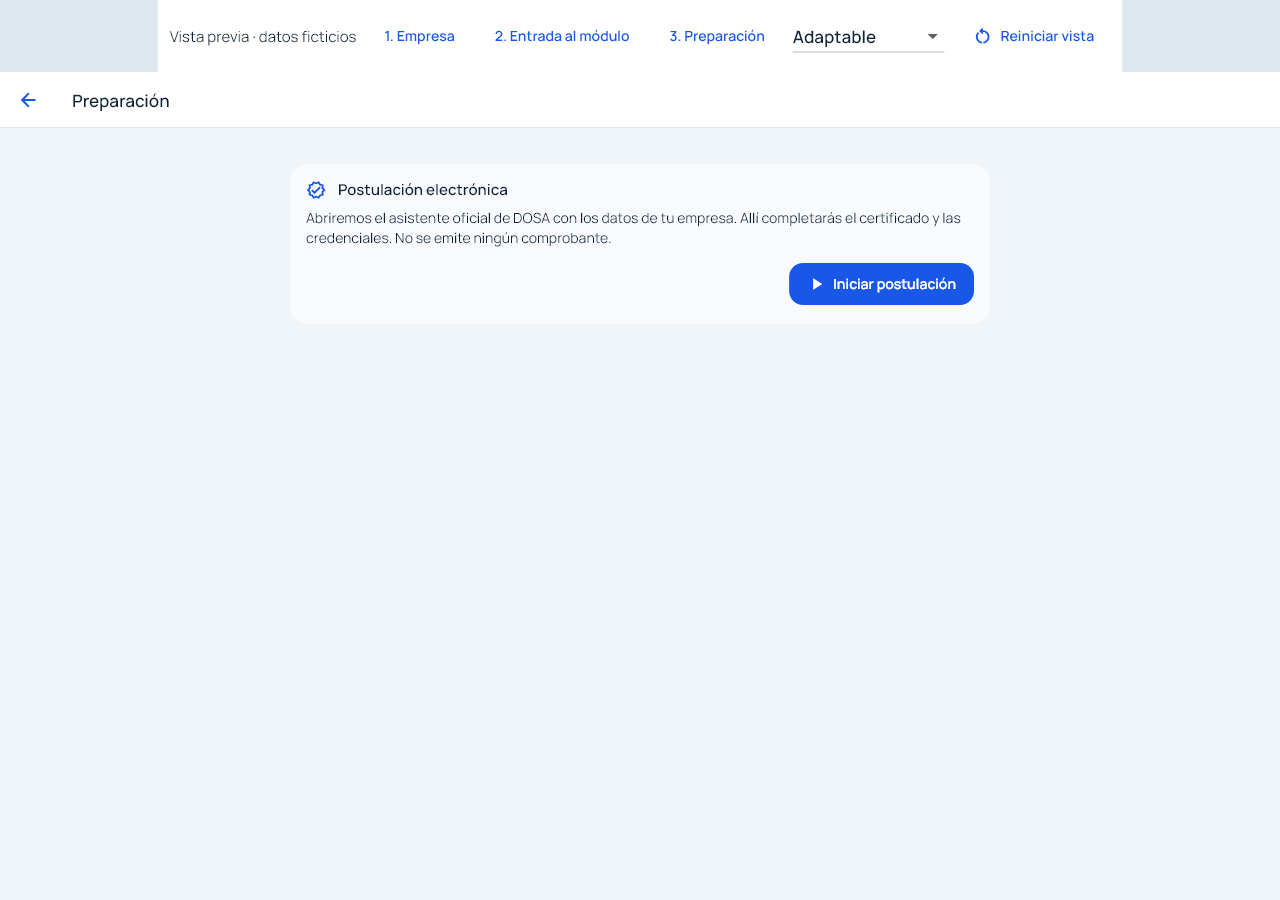 Vista previa · datos ficticios
1. Empresa
2. Entrada al módulo
3. Preparación
Adaptable
Reiniciar vista
Preparación
Postulación electrónica
Abriremos el asistente oficial de DOSA con los datos de tu empresa. Allí completarás el certificado y las
credenciales. No se emite ningún comprobante.
Iniciar postulación